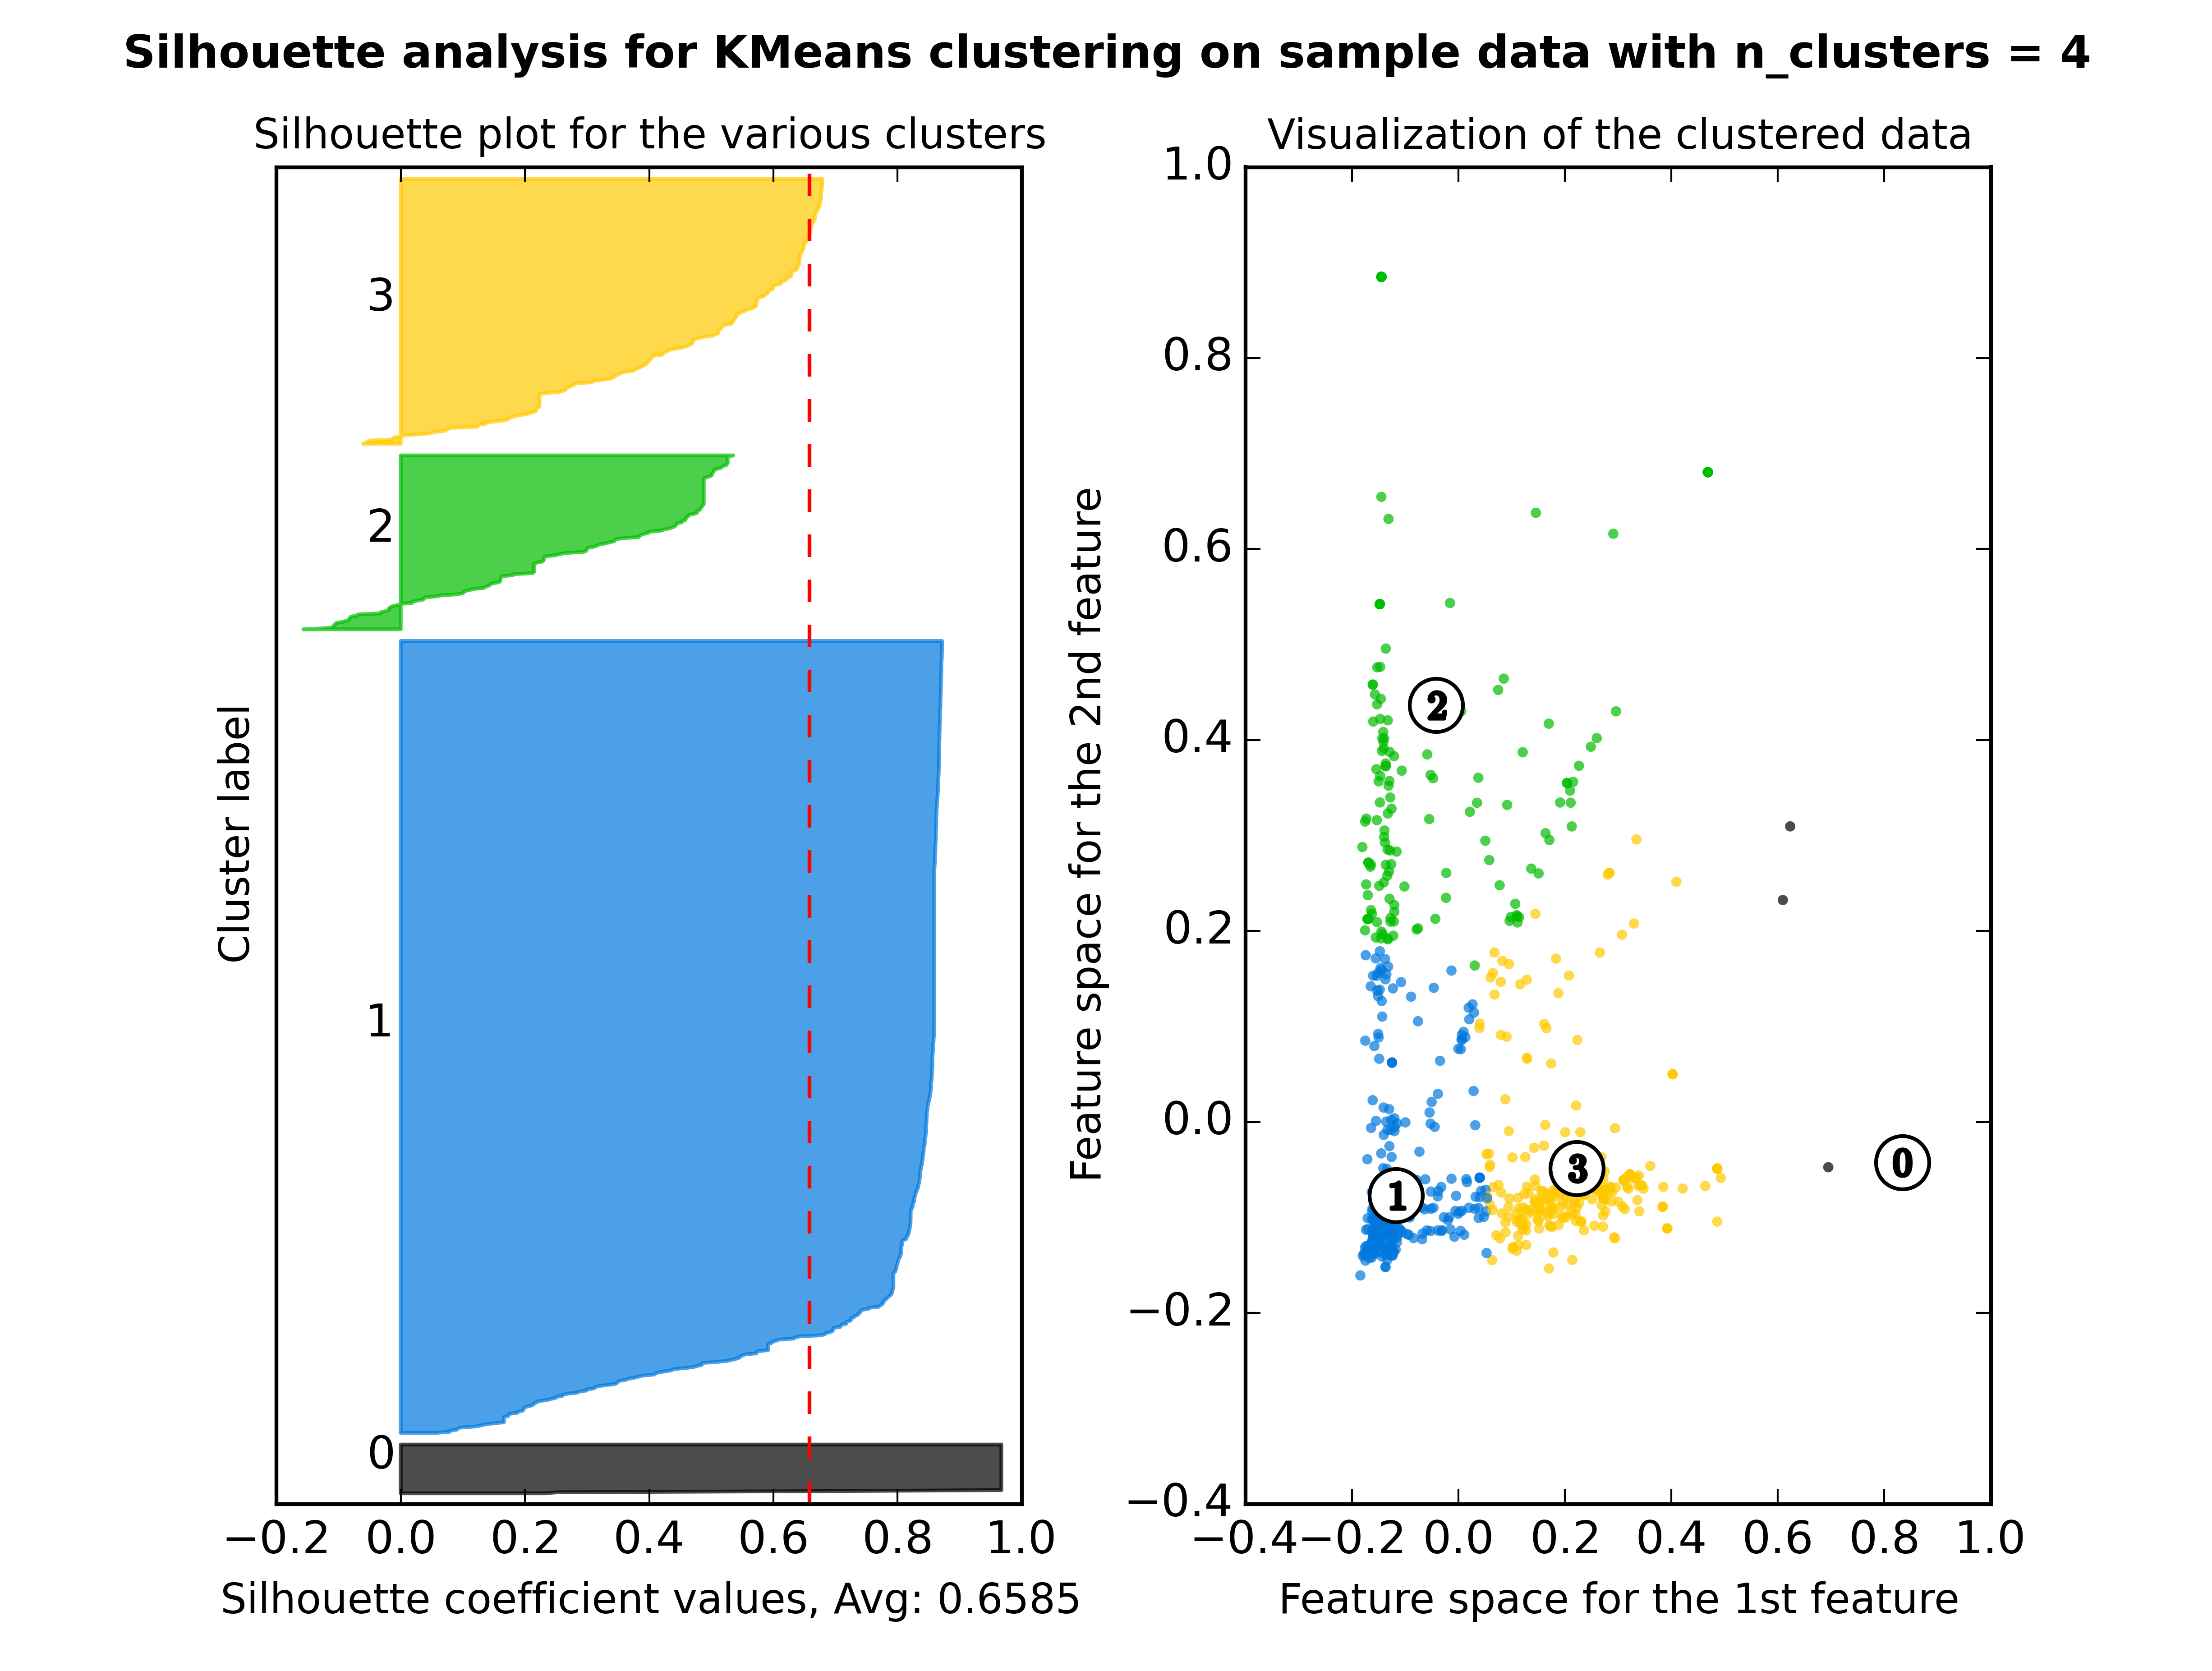 Silhouette analysis for KMeans clustering on sample data with n_clusters = 4
Silhouette plot for the various clusters
3
2
1
0
Cluster label
−0.2 0.0 0.2 0.4 0.6 0.8 1.0
Silhouette coefficient values, Avg: 0.6585
Visualization of the clustered data
1.0
0.8
0.6
0.4
0.2
0.0
−0.2
−0.4
Feature space for the 2nd feature
2
3
0
1
−0.4 −0.2 0.0 0.2 0.4 0.6 0.8 1.0
Feature space for the 1st feature